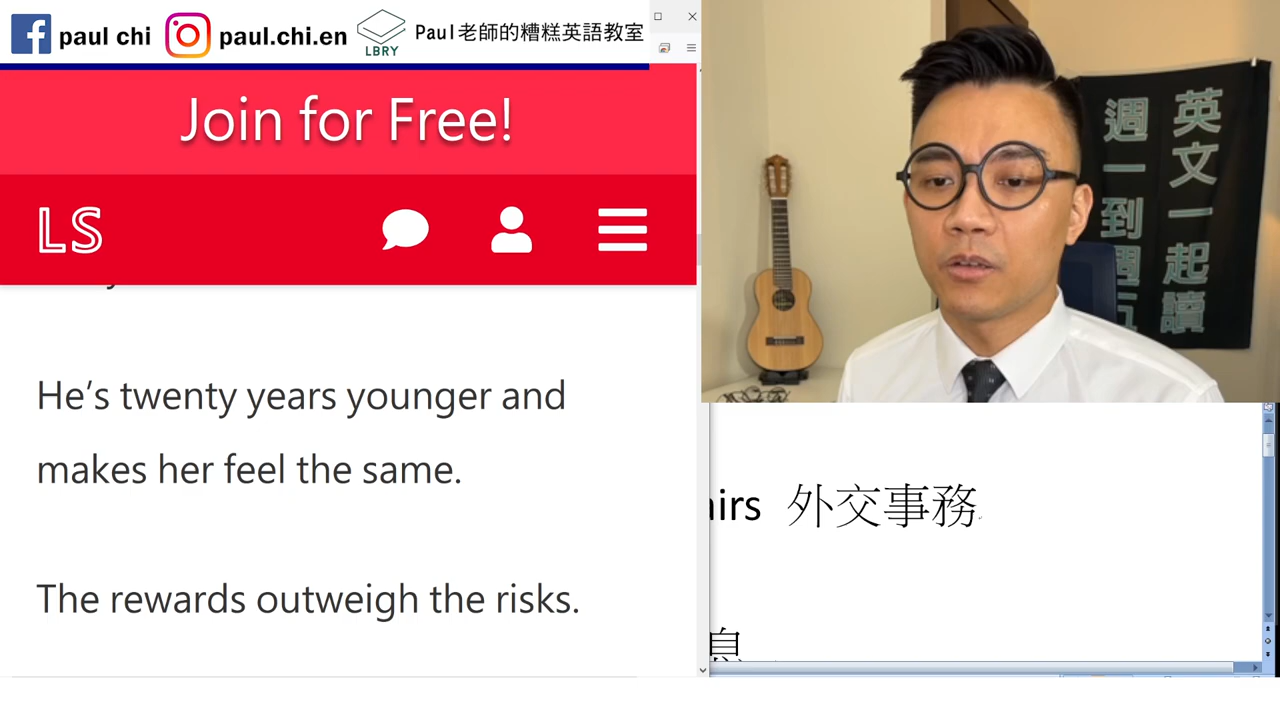 paul chi
paul.chi.en
LBRY
Paul老師的糟糕英語教室
Join for Free!
LS
He's twenty years younger and
makes her feel the same.
The rewards outweigh the risks.
英文一起讀
週一到週五
外交事務
息